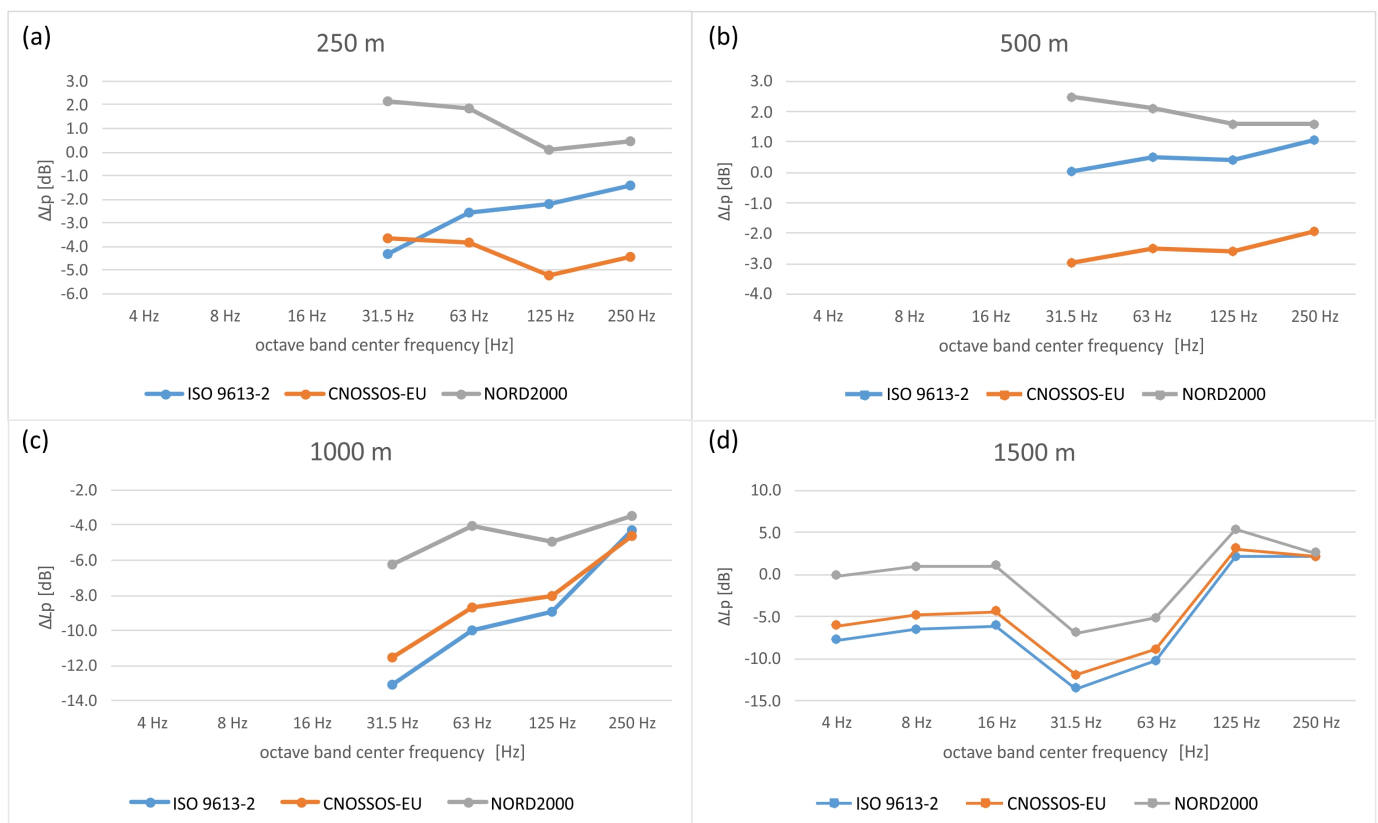 (a)
250 m
3.0
2.0
1.0
0.0
-1.0
-2.0
-3.0
-4.0
-5.0
-6.0
ΔLp [dB]
4 Hz 8 Hz 16 Hz 31.5 Hz 63 Hz 125 Hz 250 Hz
octave band center frequency [Hz]
ISO 9613-2 CNOSSOS-EU NORD2000
(b)
500 m
3.0
2.0
1.0
0.0
-1.0
-2.0
-3.0
-4.0
ΔLp [dB]
4 Hz 8 Hz 16 Hz 31.5 Hz 63 Hz 125 Hz 250 Hz
octave band center frequency [Hz]
ISO 9613-2 CNOSSOS-EU NORD2000
(c)
1000 m
-2.0
-4.0
-6.0
-8.0
-10.0
-12.0
-14.0
ΔLp [dB]
4 Hz 8 Hz 16 Hz 31.5 Hz 63 Hz 125 Hz 250 Hz
octave band center frequency [Hz]
ISO 9613-2 CNOSSOS-EU NORD2000
(d)
1500 m
10.0
5.0
0.0
-5.0
-10.0
-15.0
ΔLp [dB]
4 Hz 8 Hz 16 Hz 31.5 Hz 63 Hz 125 Hz 250 Hz
octave band center frequency [Hz]
ISO 9613-2 CNOSSOS-EU NORD2000